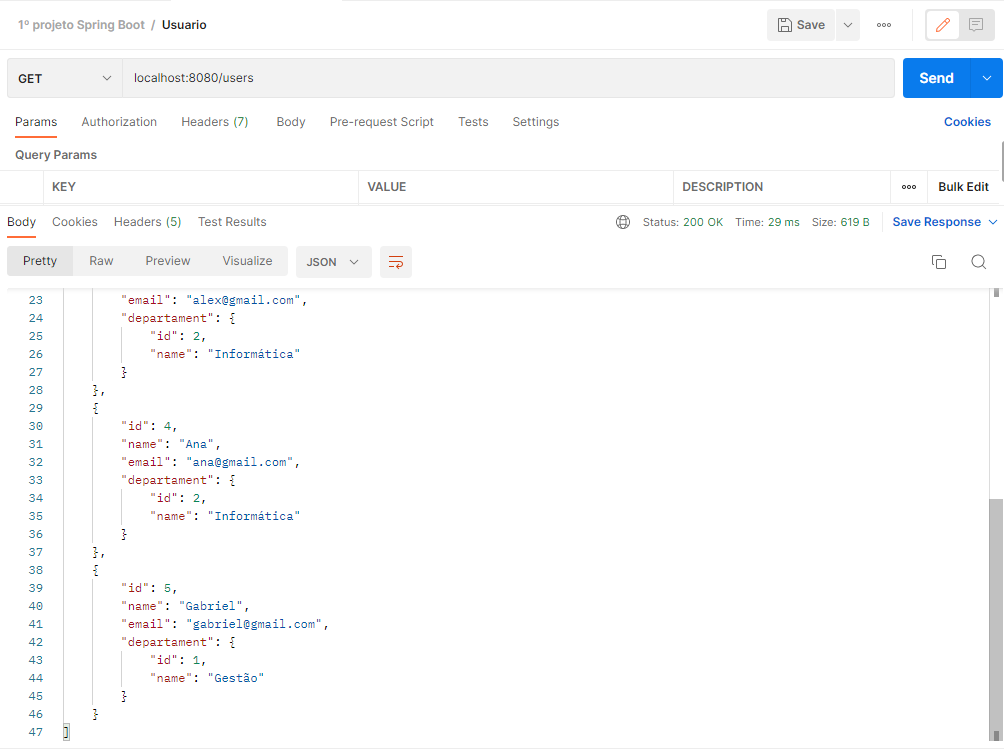 1º projeto Spring Boot / Usuario
Save
GET
localhost:8080/users
Send
Params Authorization Headers (7) Body Pre-request Script Tests Settings Cookies
Query Params
KEY VALUE DESCRIPTION Bulk Edit
Body Cookies Headers (5) Test Results Status: 200 OK Time: 29 ms Size: 619 B Save Response
Pretty Raw Preview Visualize JSON
23 "email": "alex@gmail.com",
24 "departament": {
25 "id": 2,
26 "name": "Informática"
27 }
28 },
29 {
30 "id": 4,
31 "name": "Ana",
32 "email": "ana@gmail.com",
33 "departament": {
34 "id": 2,
35 "name": "Informática"
36 }
37 },
38 {
39 "id": 5,
40 "name": "Gabriel",
41 "email": "gabriel@gmail.com",
42 "departament": {
43 "id": 1,
44 "name": "Gestão"
45 }
46 }
47 ]